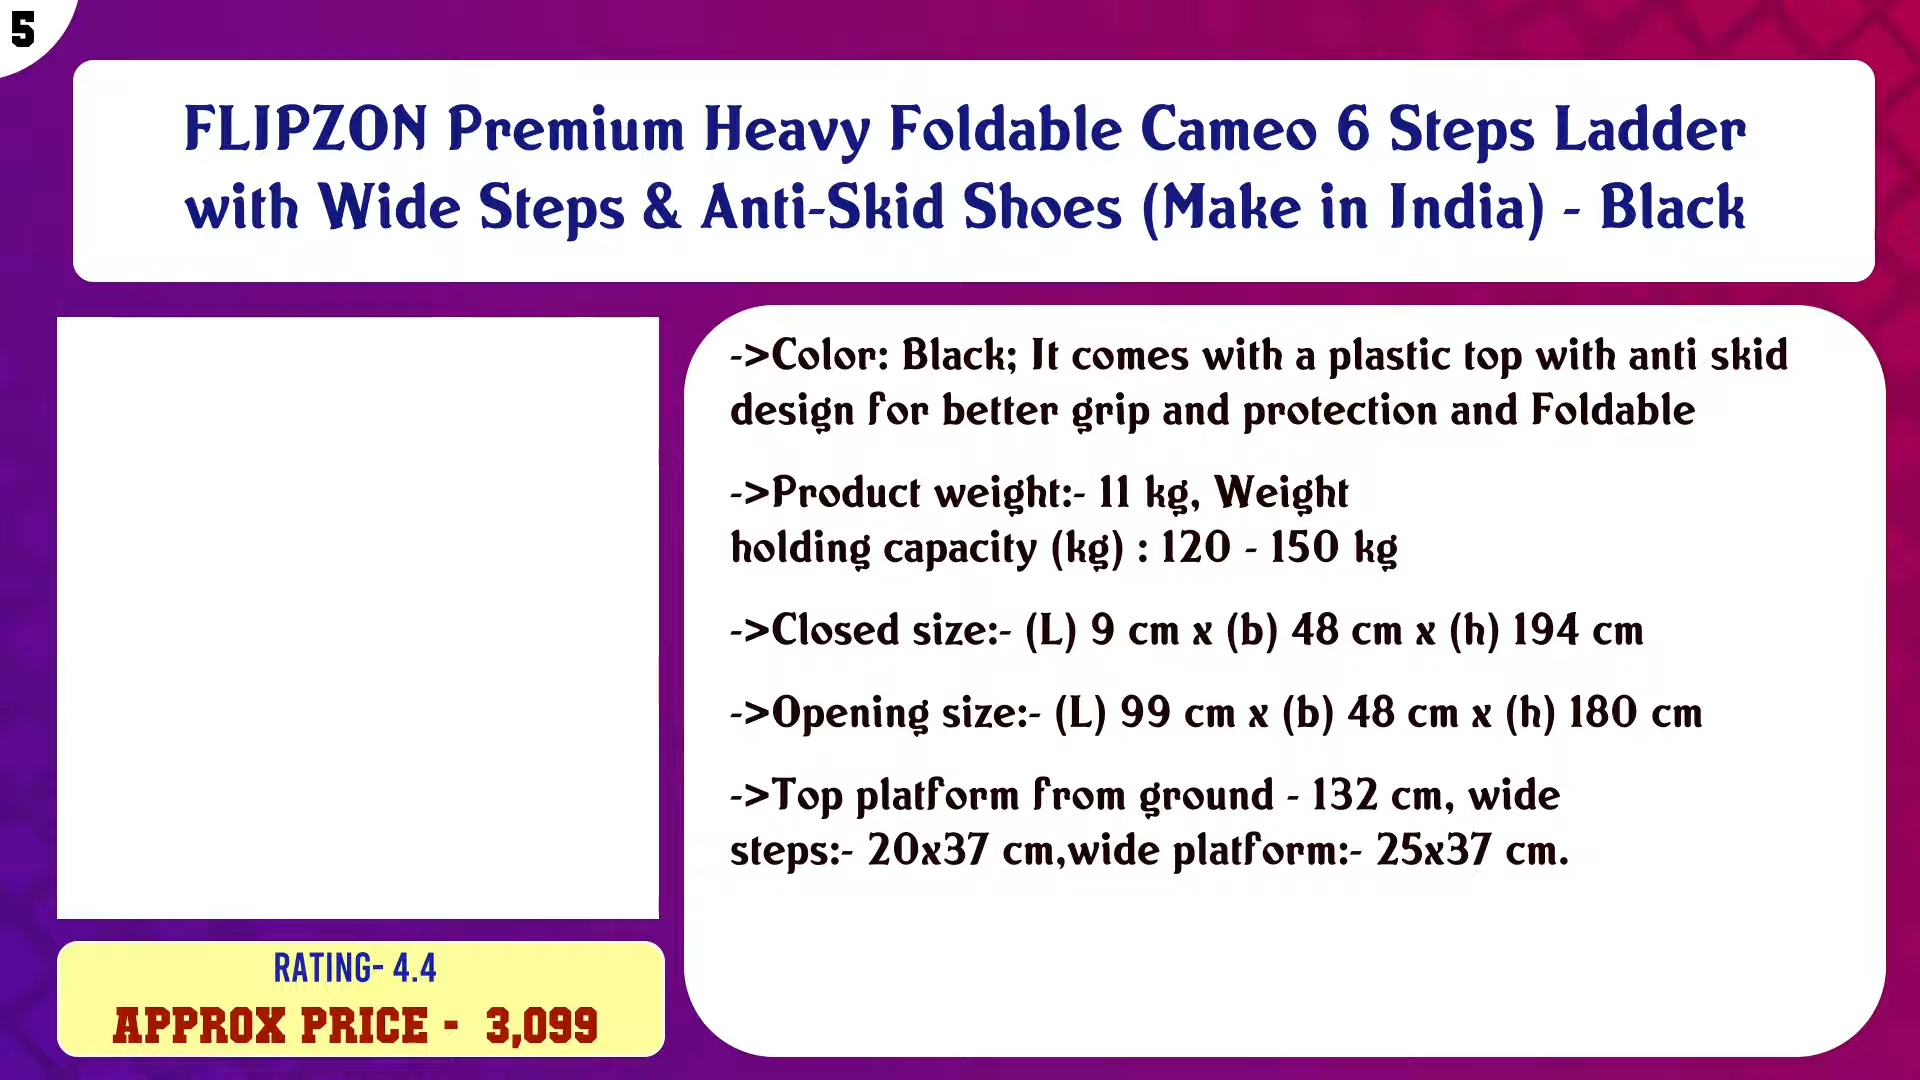 5
FLIPZON Premium Heavy Foldable Cameo 6 Steps Ladder
with Wide Steps & Anti-Skid Shoes (Make in India) - Black
->Color: Black; It comes with a plastic top with anti skid
design for better grip and protection and Foldable
->Product weight:- 11 kg, Weight
holding capacity (kg) : 120 - 150 kg
->Closed size:- (L) 9 cm x (b) 48 cm x (h) 194 cm
->Opening size:- (L) 99 cm x (b) 48 cm x (h) 180 cm
->Top platform from ground - 132 cm, wide
steps:- 20x37 cm,wide platform:- 25x37 cm.
RATING- 4.4
APPROX PRICE - 3,099